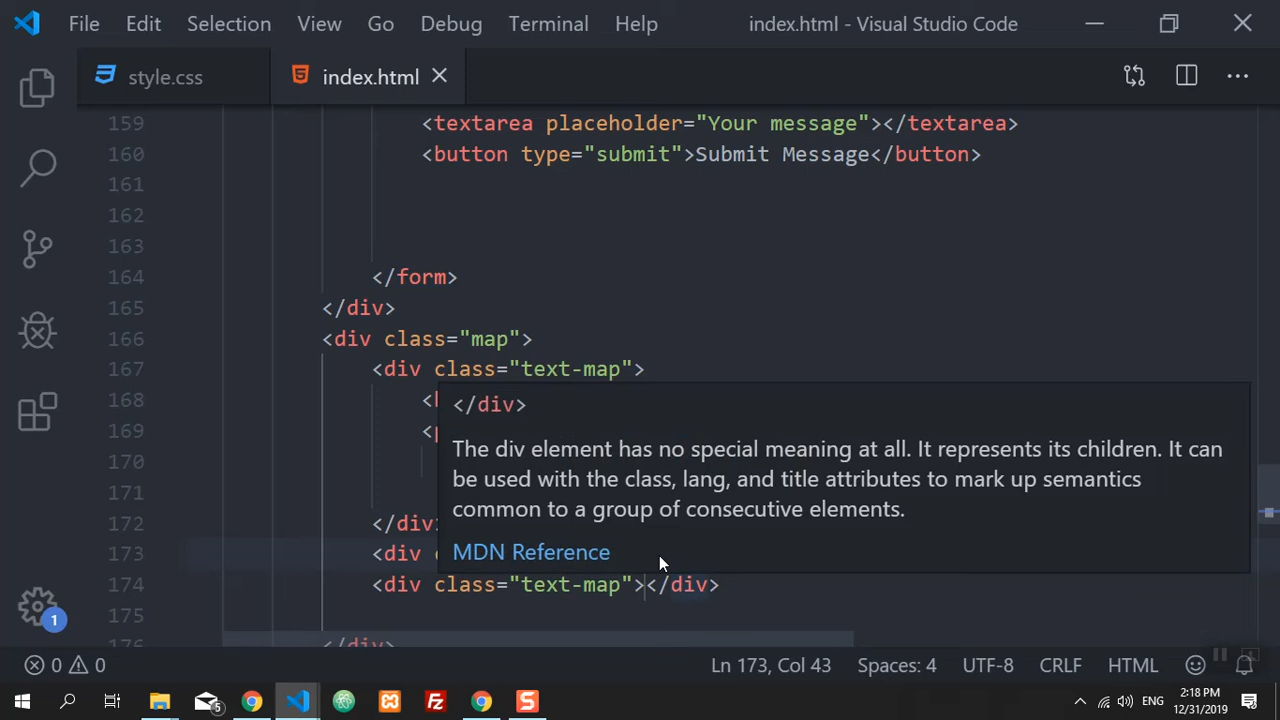 File Edit Selection View Go Debug Terminal Help index.html - Visual Studio Code
style.css index.html
159 <textarea placeholder="Your message"></textarea>
160 <button type="submit">Submit Message</button>
161
162
163
164 </form>
165 </div>
166 <div class="map">
167 <div class="text-map">
168 <
</div>
169 <
The div element has no special meaning at all. It represents its children. It can
170
be used with the class, lang, and title attributes to mark up semantics
171
common to a group of consecutive elements.
172 </div
173 <div
MDN Reference
174 <div class="text-map"></div>
175
176 </div>
1
0 0 Ln 173, Col 43 Spaces: 4 UTF-8 CRLF HTML
5 ENG 2:18 PM
12/31/2019